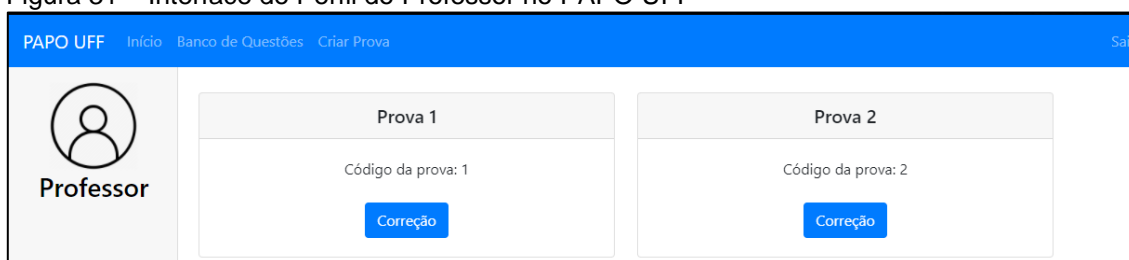 PAPO UFF Início Banco de Questões Criar Prova
Prova 1 Prova 2
Código da prova: 1 Código da prova: 2
Professor
Correção Correção